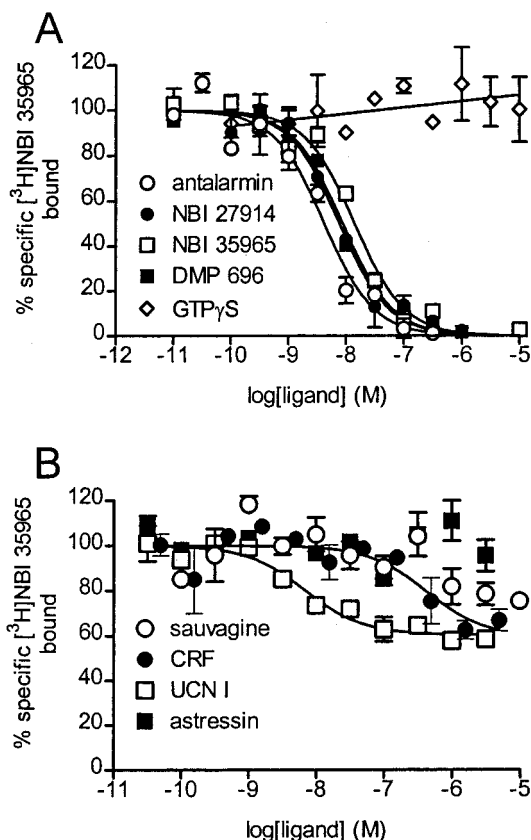 A
% specific [³H]NBI 35965
bound
120
100
80
60
40
20
0
antalarmin
NBI 27914
NBI 35965
DMP 696
GTPγS
-12 -11 -10 -9 -8 -7 -6 -5
log[ligand] (M)
B
% specific [³H]NBI 35965
bound
120
100
80
60
40
20
0
sauvagine
CRF
UCN I
astressin
-11 -10 -9 -8 -7 -6 -5
log[ligand] (M)